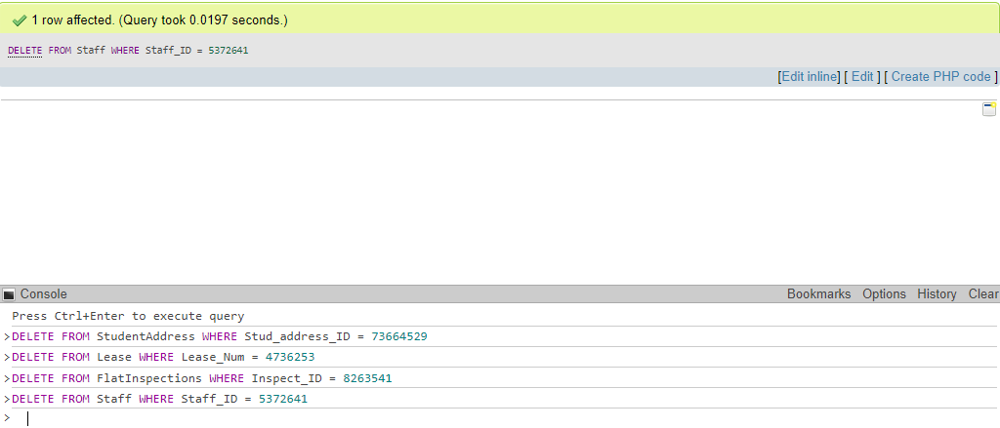 1 row affected. (Query took 0.0197 seconds.)
DELETE FROM Staff WHERE Staff_ID = 5372641
[Edit inline] [ Edit ] [ Create PHP code ]
Console Bookmarks Options History Clear
Press Ctrl+Enter to execute query
>DELETE FROM StudentAddress WHERE Stud_address_ID = 73664529
>DELETE FROM Lease WHERE Lease_Num = 4736253
>DELETE FROM FlatInspections WHERE Inspect_ID = 8263541
>DELETE FROM Staff WHERE Staff_ID = 5372641
>